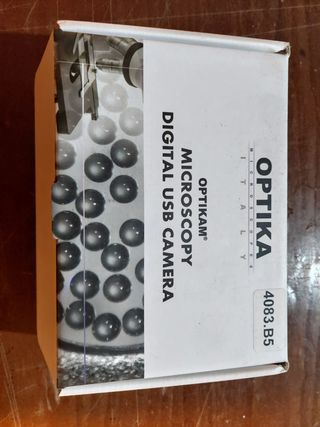 OPTIKA
MICROSCOPES
ITALY
OPTIKAM®
MICROSCOPY
DIGITAL USB CAMERA
4083.B5